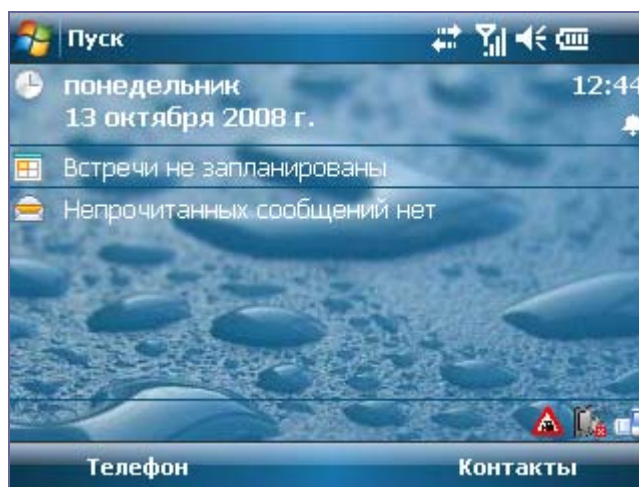 Пуск
понедельник 12:44
13 октября 2008 г.
Встречи не запланированы
Непрочитанных сообщений нет
Телефон Контакты